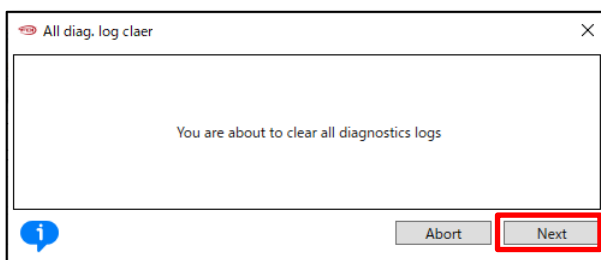 All diag. log claer
You are about to clear all diagnostics logs
Abort
Next